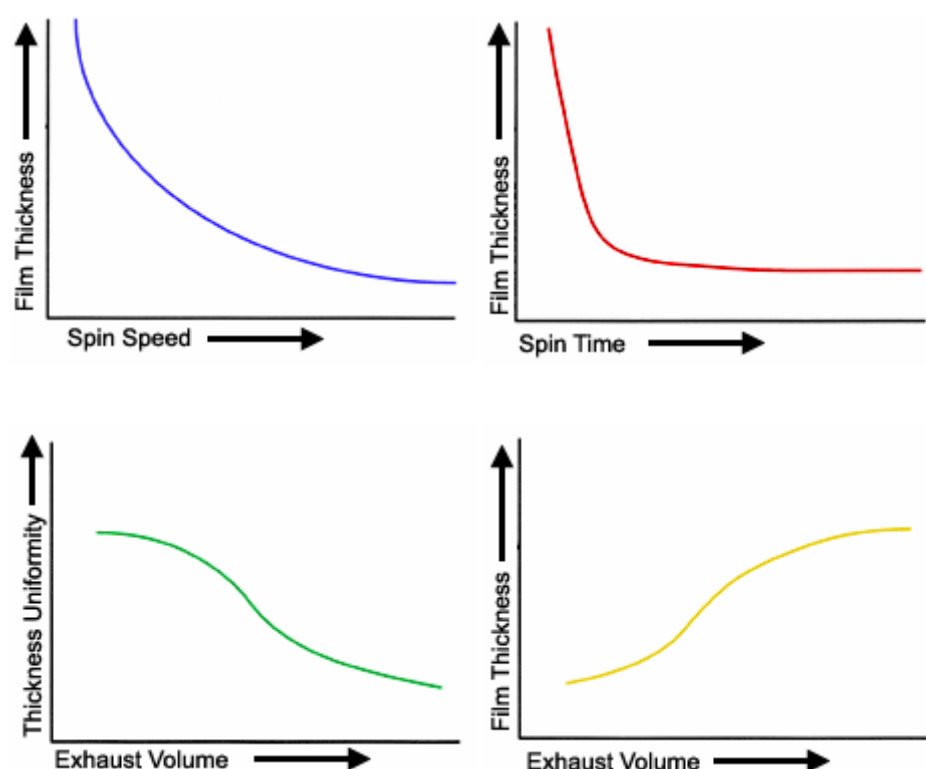 Film Thickness
Spin Speed
Film Thickness
Spin Time
Thickness Uniformity
Exhaust Volume
Film Thickness
Exhaust Volume